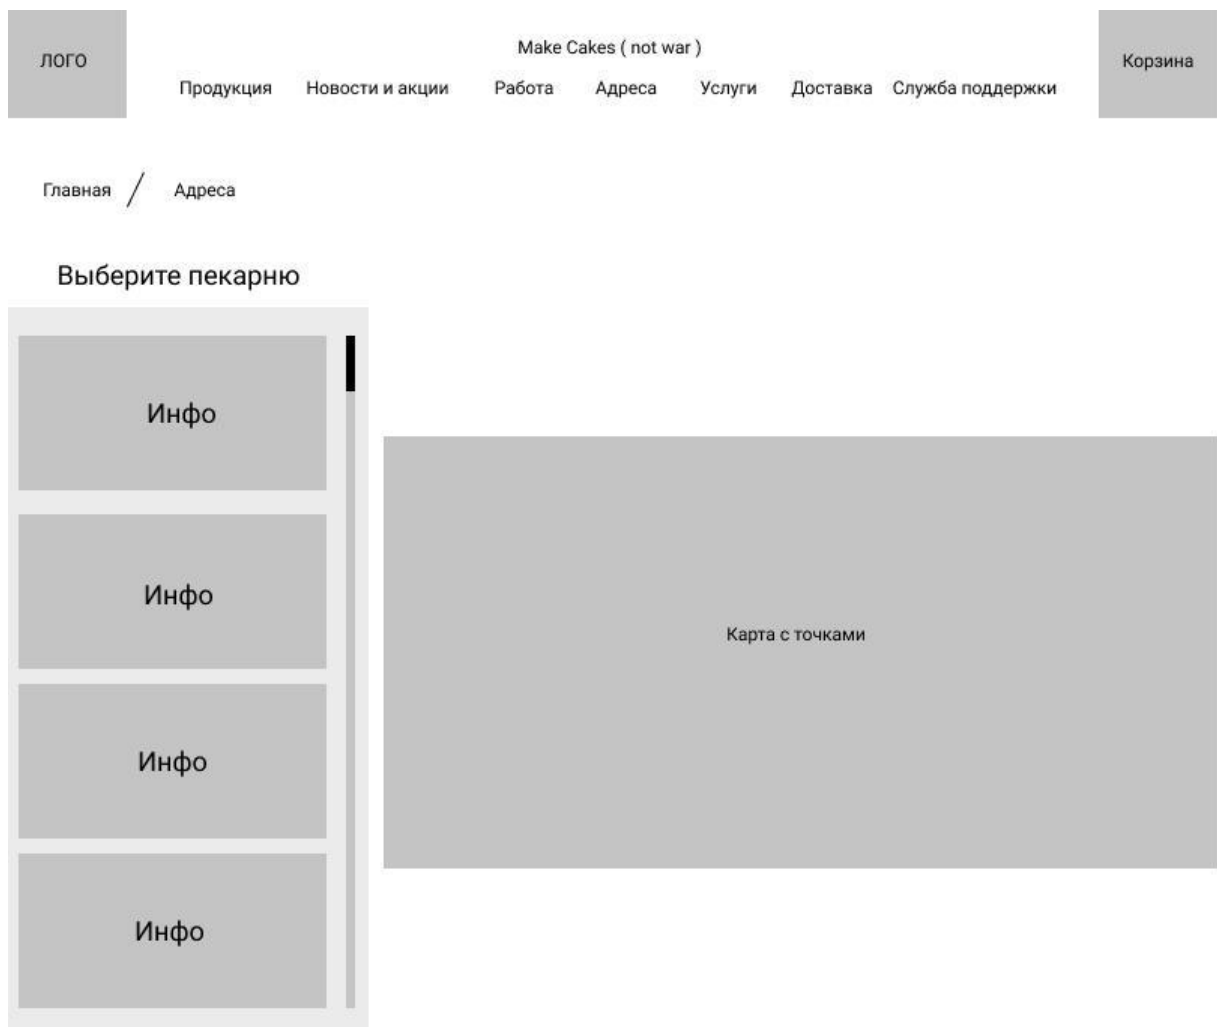 ЛОГО
Make Cakes ( not war )
Корзина
Продукция Новости и акции Работа Адреса Услуги Доставка Служба поддержки
Главная / Адреса
Выберите пекарню
Инфо
Инфо
Карта с точками
Инфо
Инфо